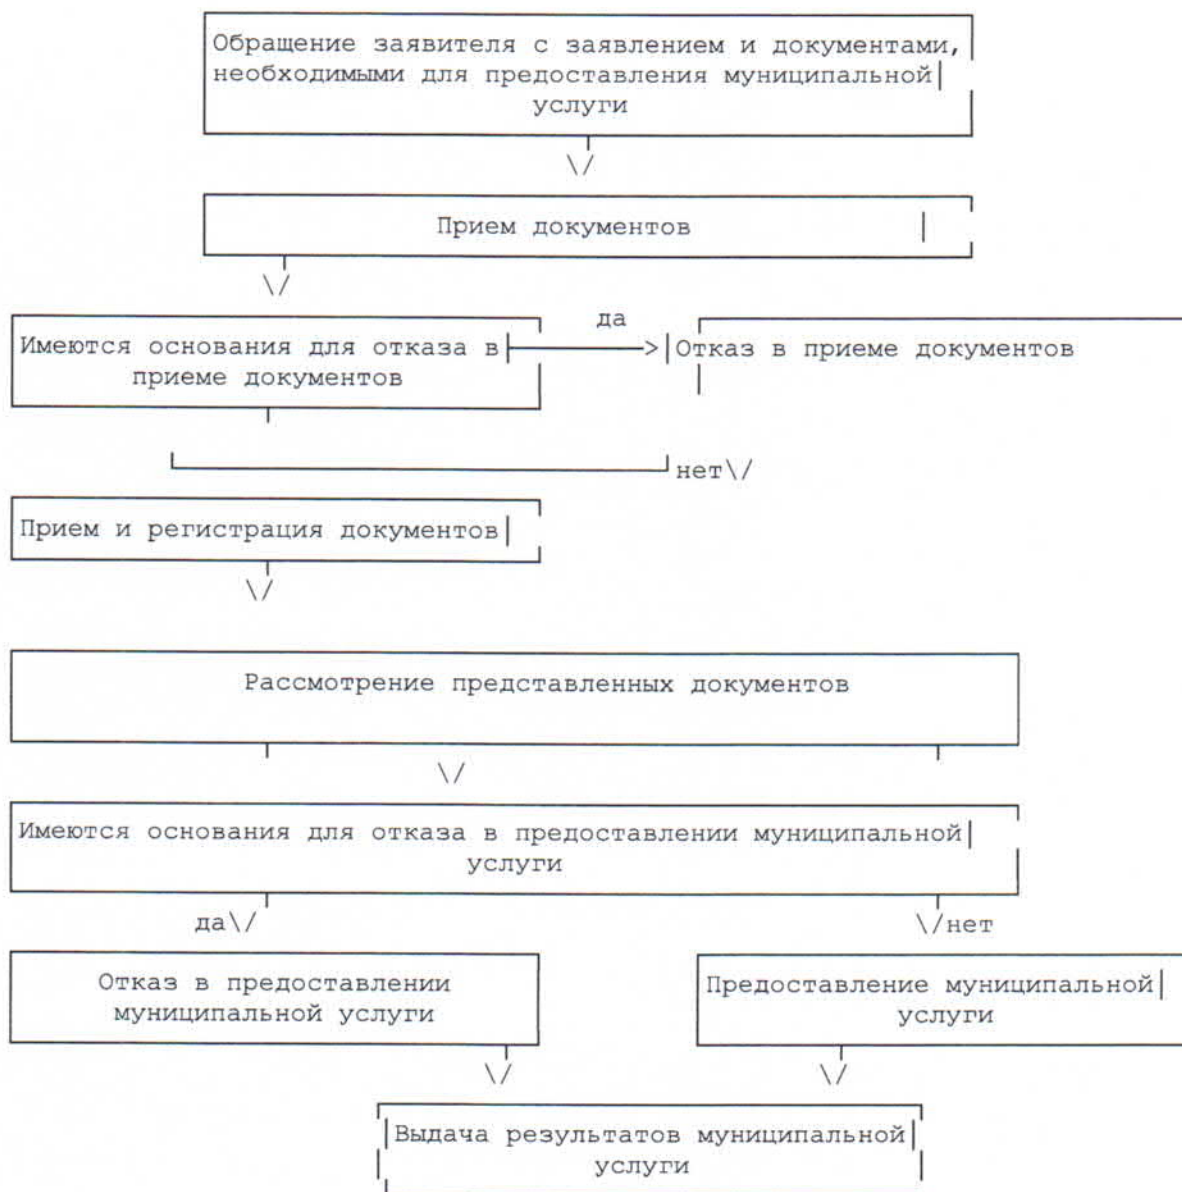 Обращение заявителя с заявлением и документами,
необходимыми для предоставления муниципальной
услуги
\/
Прием документов
\/
да
Имеются основания для отказа в
приеме документов
> Отказ в приеме документов
нет\/
Прием и регистрация документов
\/
Рассмотрение представленных документов
\/
Имеются основания для отказа в предоставлении муниципальной
услуги
да\/
\/нет
Отказ в предоставлении
муниципальной услуги
Предоставление муниципальной
услуги
\/
\/
Выдача результатов муниципальной
услуги